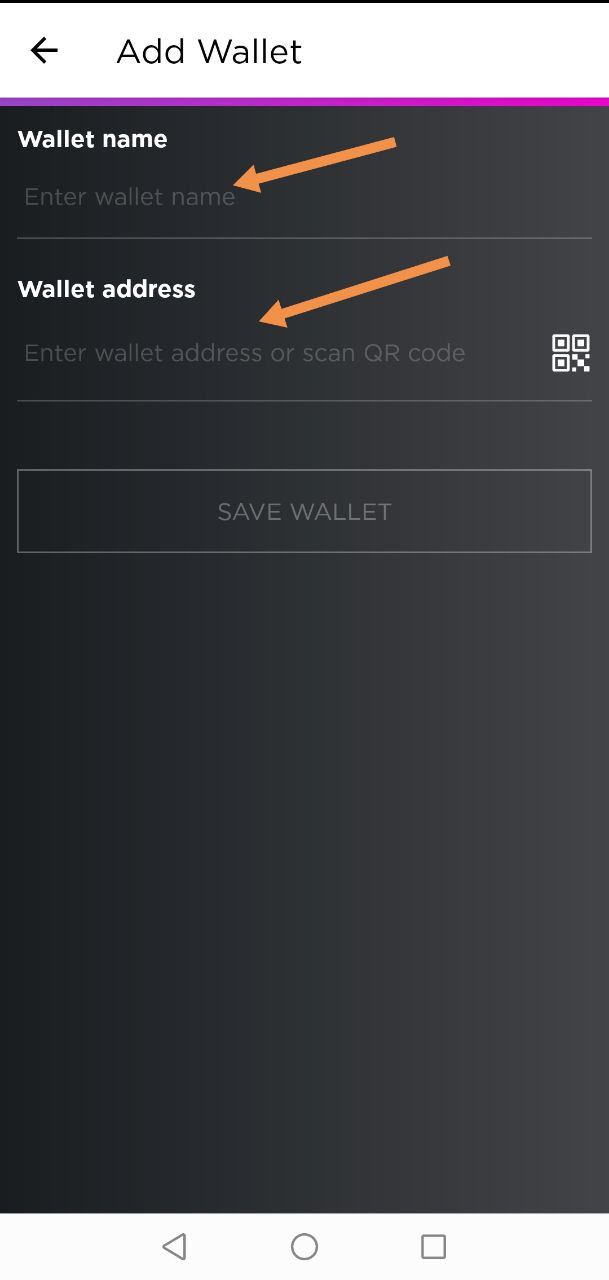 Add Wallet
Wallet name
Enter wallet name
Wallet address
Enter wallet address or scan QR code
SAVE WALLET